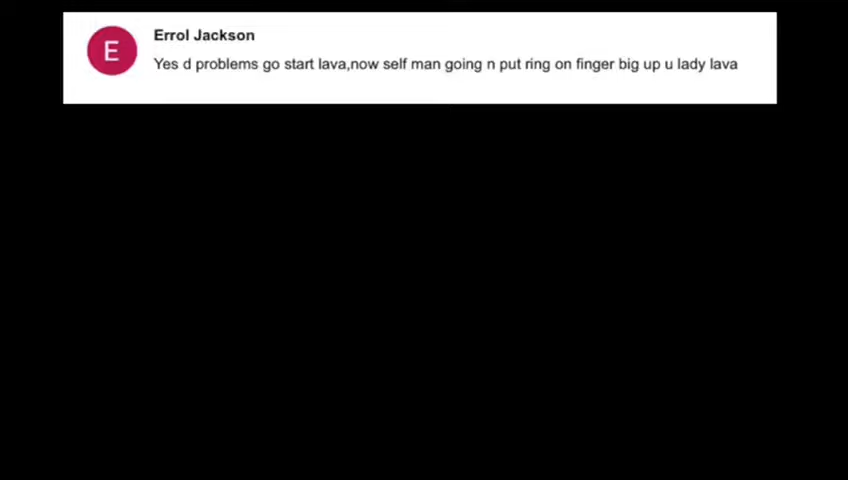 E
Errol Jackson
Yes d problems go start lava,now self man going n put ring on finger big up u lady lava